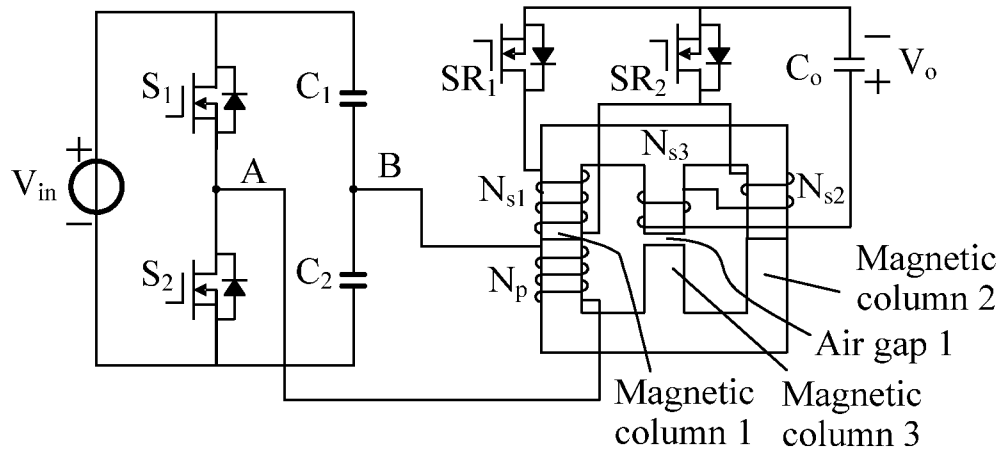 S1
C1
A
B
Vin
+
−
S2
C2
SR1
SR2
Co
−
+
Vo
Ns3
Ns1
Ns2
Np
Magnetic
column 2
Air gap 1
Magnetic
column 1
Magnetic
column 3